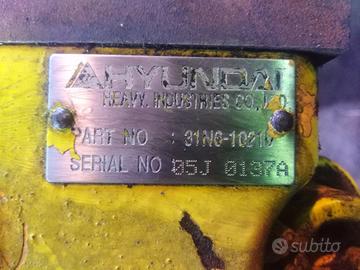 HYUNDAI
HEAVY INDUSTRIES CO., LTD
PART NO : 31N6-10210
SERIAL NO 05J 0137A
subito